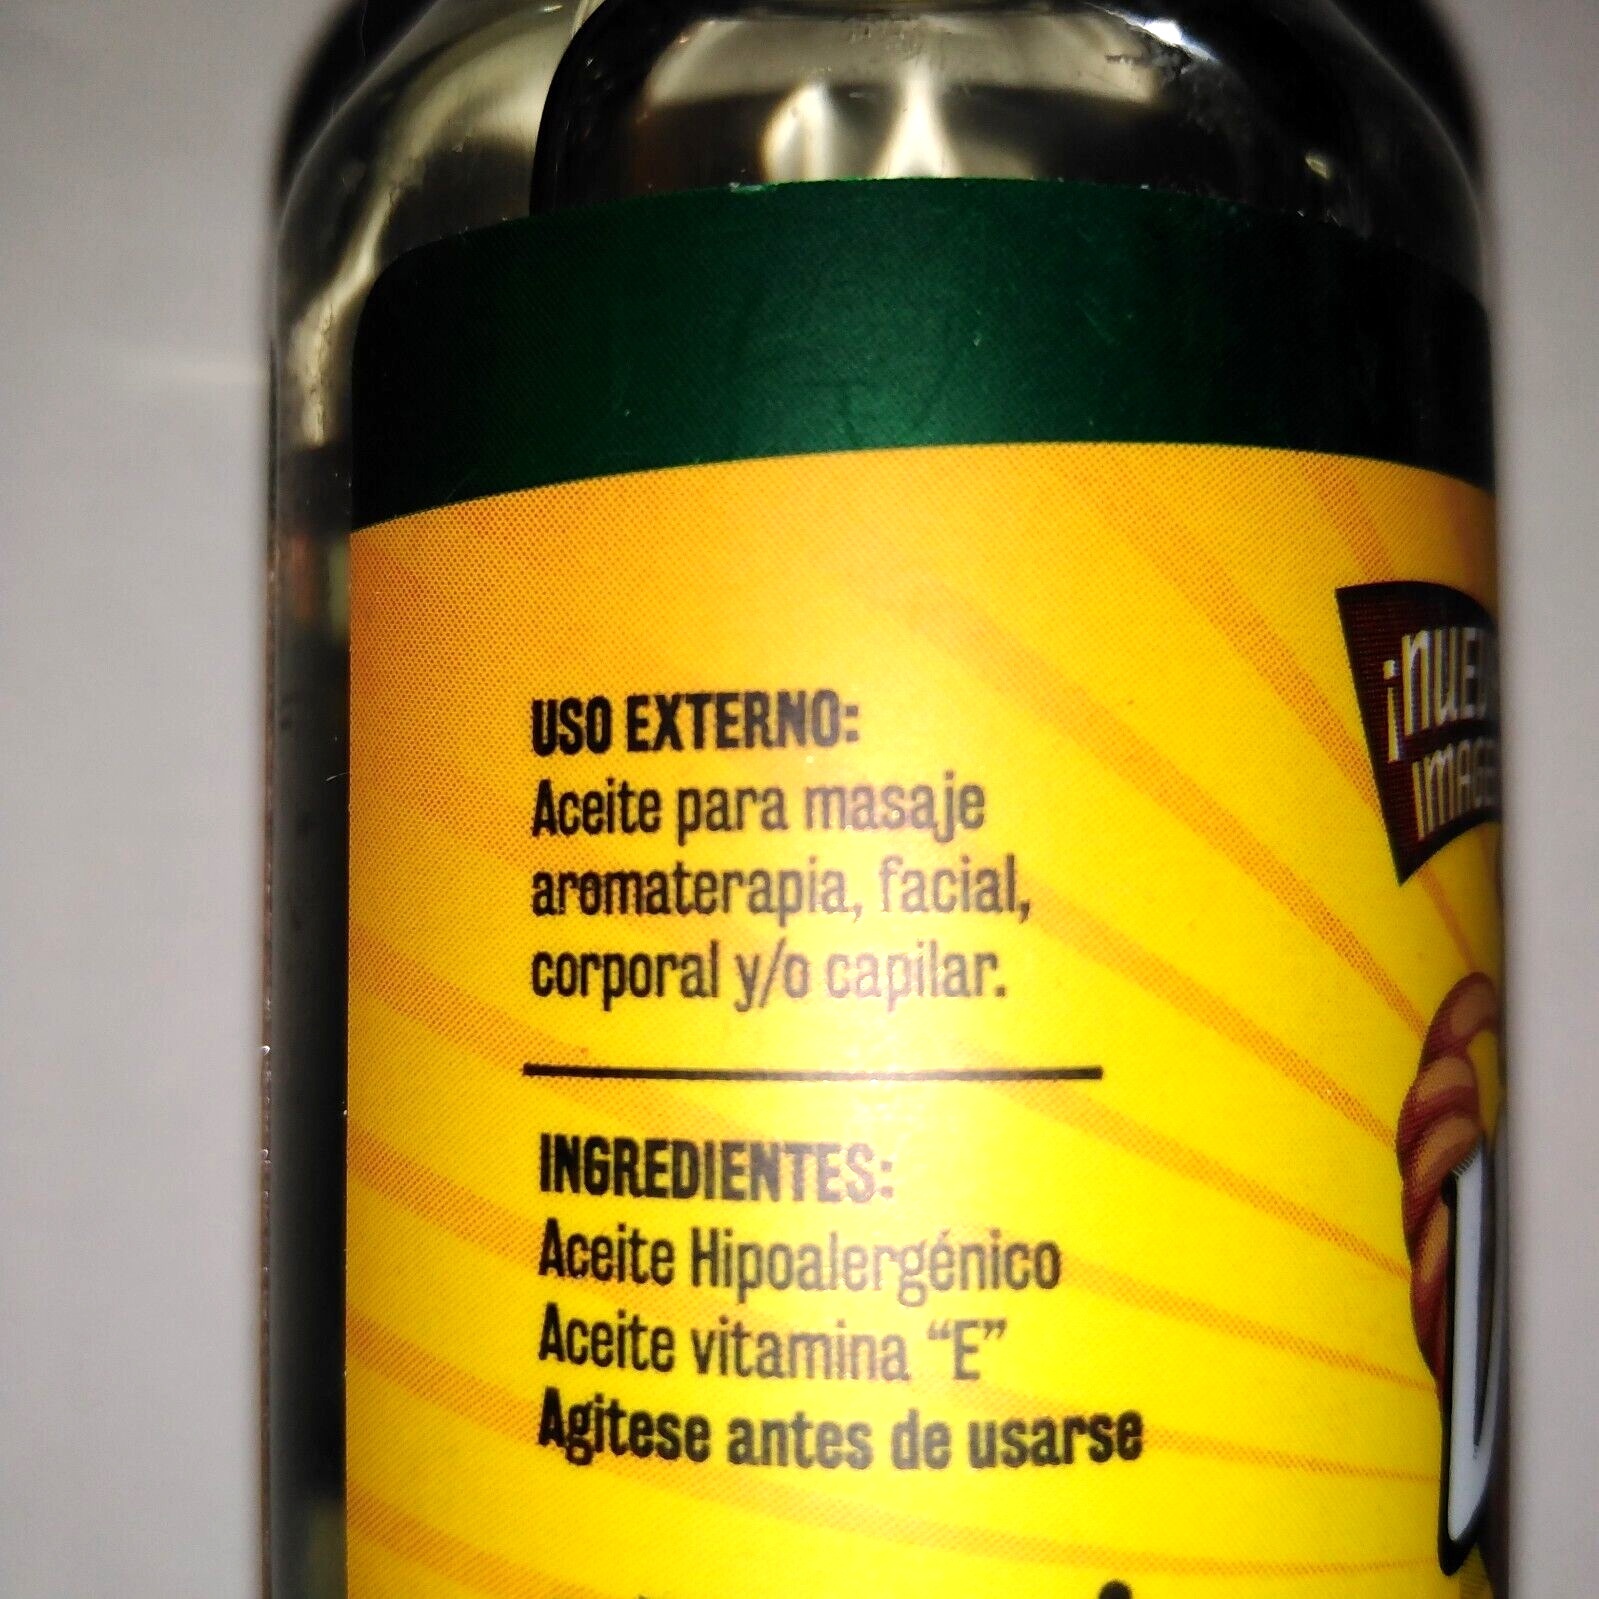 USO EXTERNO:
Aceite para masaje
aromaterapia, facial,
corporal y/o capilar.
INGREDIENTES:
Aceite Hipoalergénico
Aceite vitamina “E”
Agitese antes de usarse